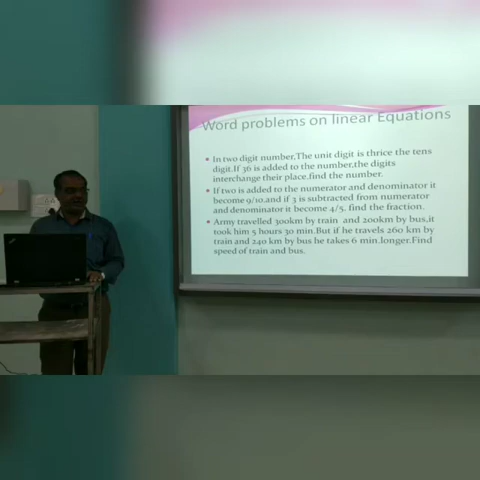 Word problems on linear Equations
• In two digit number,The unit digit is thrice the tens
digit.If 36 is added to the number,the digits
interchange their place.find the number.
• If two is added to the numerator and denominator it
become 9/10.and if 3 is subtracted from numerator
and denominator it become 4/5. find the fraction.
• Army travelled 300km by train and 200km by bus,it
took him 5 hours 30 min.But if he travels 260 km by
train and 240 km by bus he takes 6 min.longer.Find
speed of train and bus.